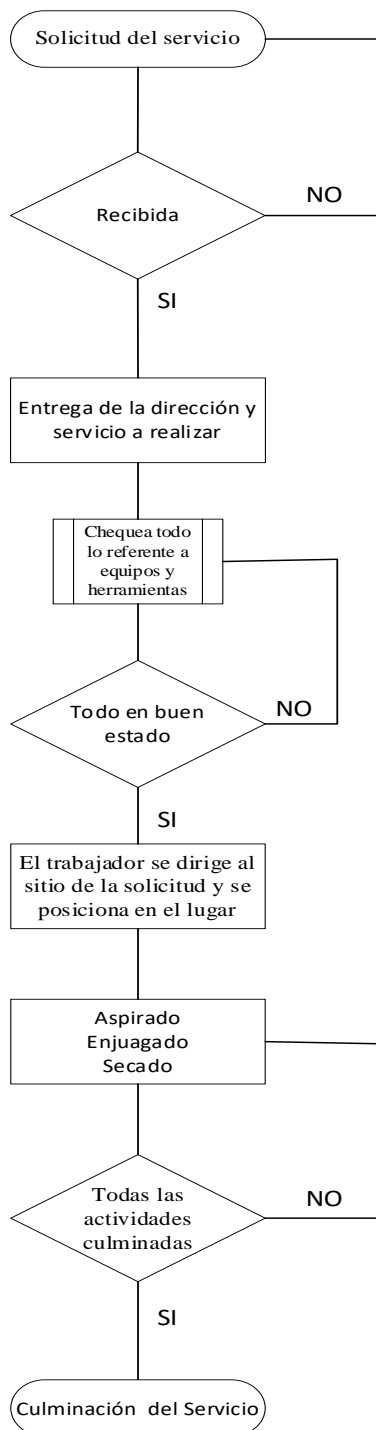 Solicitud del servicio
Recibida
NO
SI
Entrega de la dirección y
servicio a realizar
Chequea todo
lo referente a
equipos y
herramientas
Todo en buen
estado
NO
SI
El trabajador se dirige al
sitio de la solicitud y se
posiciona en el lugar
Aspirado
Enjuagado
Secado
Todas las
actividades
culminadas
NO
SI
Culminación del Servicio